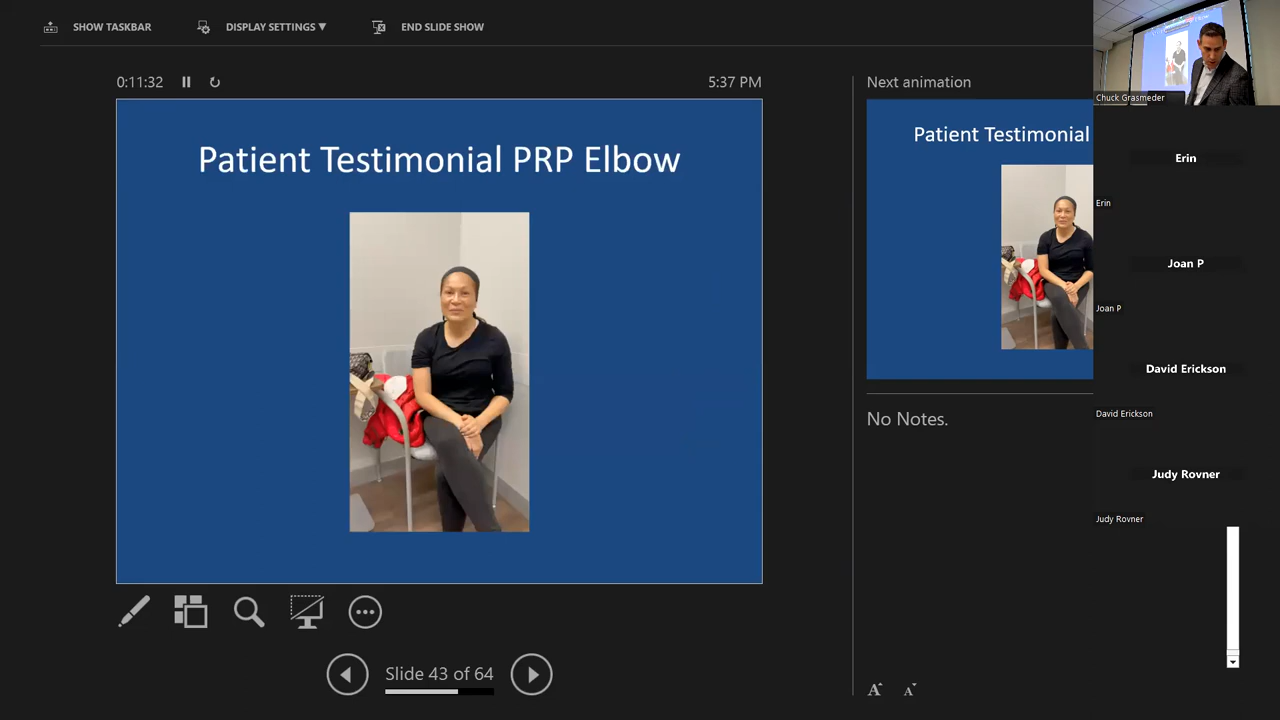 SHOW TASKBAR
DISPLAY SETTINGS ▼
END SLIDE SHOW
0:11:32
5:37 PM
Patient Testimonial PRP Elbow
Next animation
Patient Testimonial
No Notes.
Slide 43 of 64
A
A
Chuck Grasmeder
Erin
Erin
Joan P
Joan P
David Erickson
David Erickson
Judy Rovner
Judy Rovner